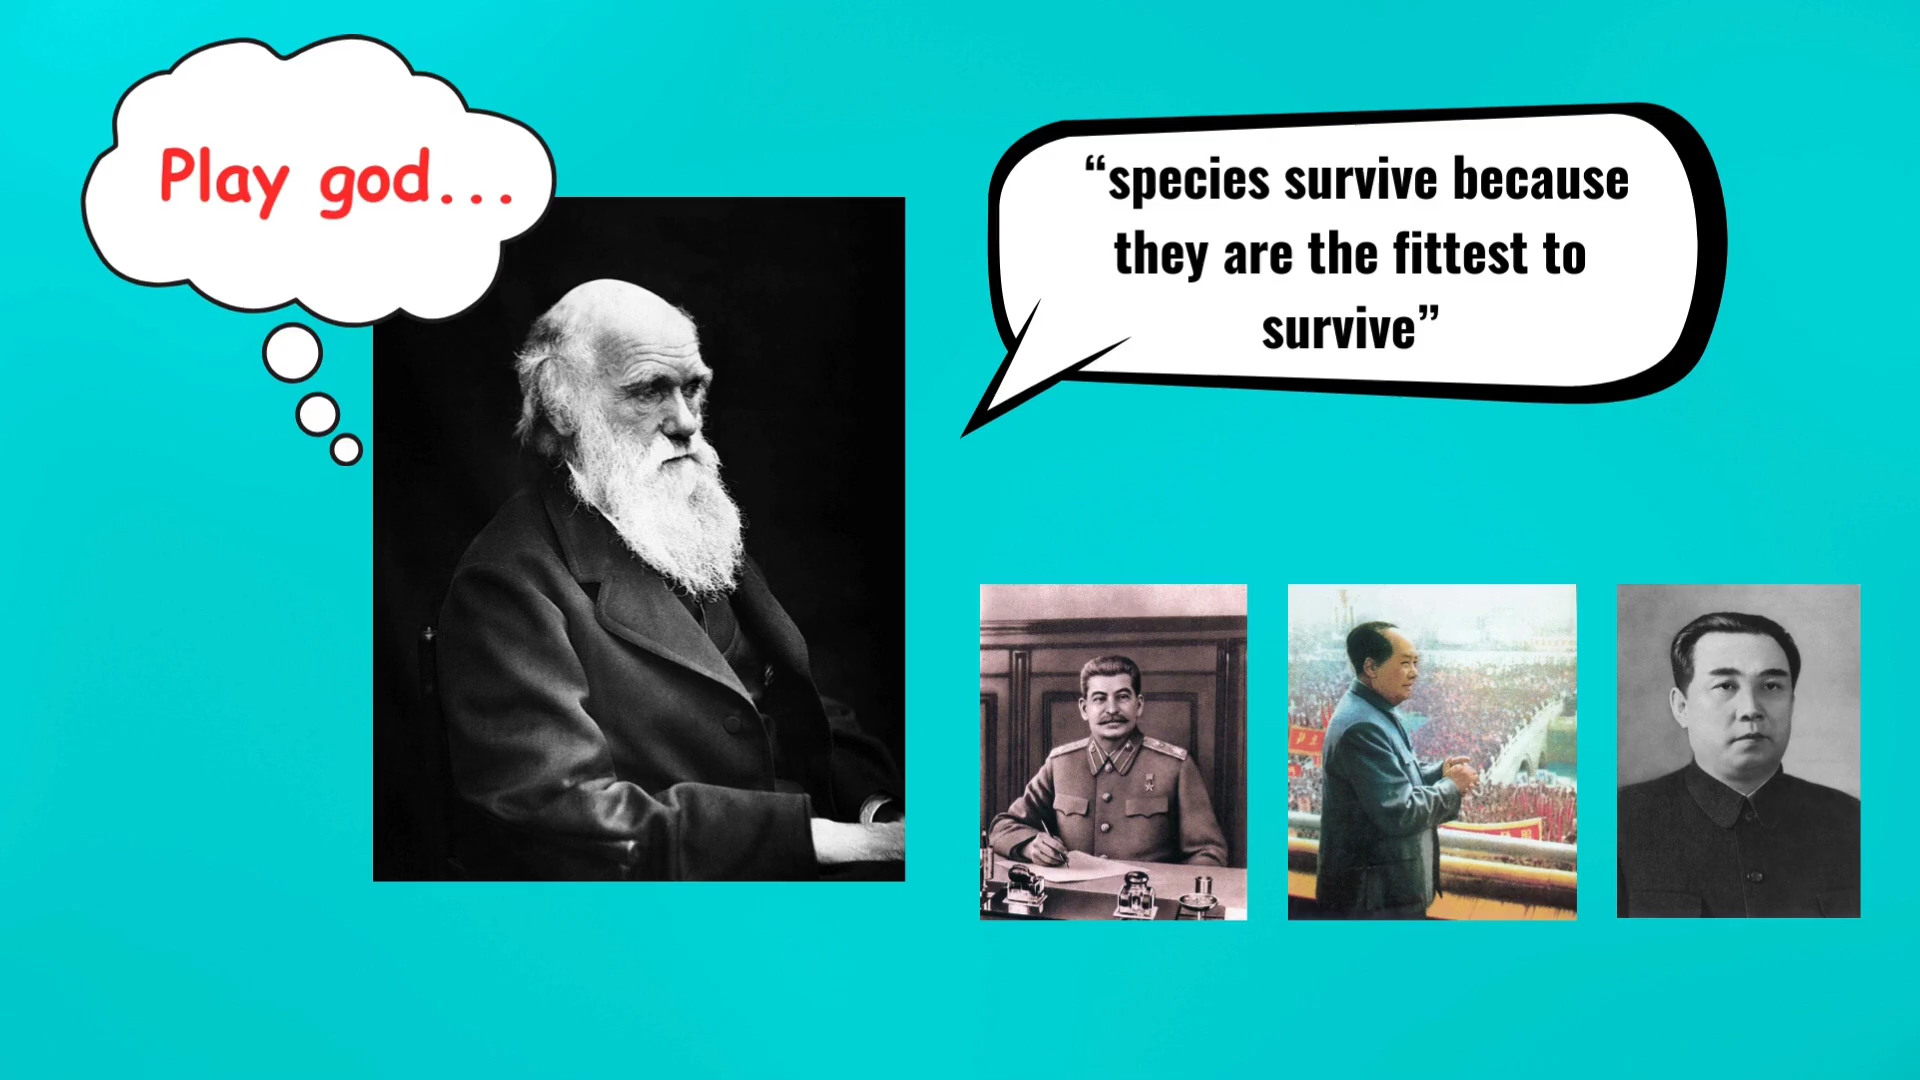 Play god...
“species survive because
they are the fittest to
survive”